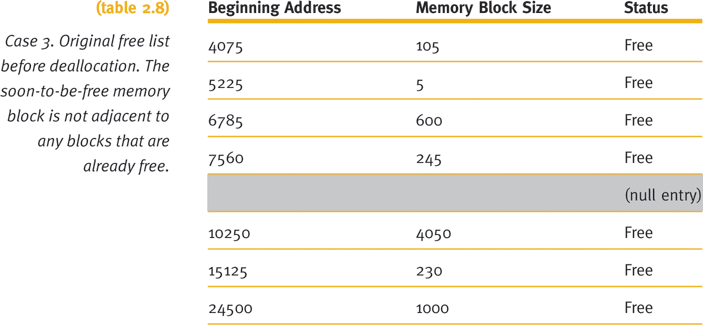 (table 2.8)
Case 3. Original free list
before deallocation. The
soon-to-be-free memory
block is not adjacent to
any blocks that are
already free.
Beginning Address Memory Block Size Status
4075 105 Free
5225 5 Free
6785 600 Free
7560 245 Free
(null entry)
10250 4050 Free
15125 230 Free
24500 1000 Free